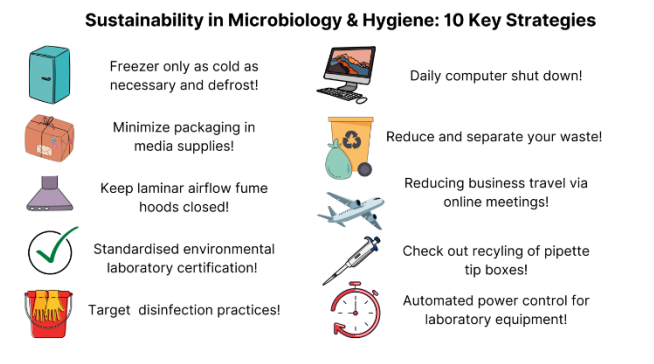 Sustainability in Microbiology & Hygiene: 10 Key Strategies
Freezer only as cold as
necessary and defrost!
Minimize packaging in
media supplies!
Keep laminar airflow fume
hoods closed!
Standardised environmental
laboratory certification!
Target disinfection practices!
Daily computer shut down!
Reduce and separate your waste!
Reducing business travel via
online meetings!
Check out recyling of pipette
tip boxes!
Automated power control for
laboratory equipment!